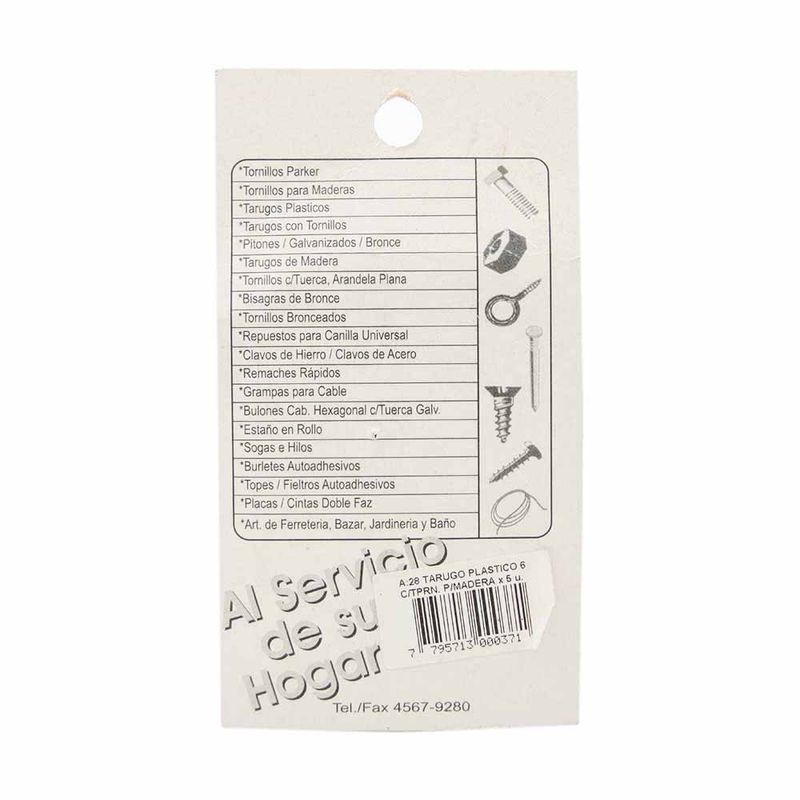 *Tornillos Parker
*Tornillos para Maderas
*Tarugos Plasticos
*Tarugos con Tornillos
*Pitones / Galvanizados / Bronce
*Tarugos de Madera
*Tornillos c/Tuerca, Arandela Plana
*Bisagras de Bronce
*Tornillos Bronceados
*Repuestos para Canilla Universal
*Clavos de Hierro / Clavos de Acero
*Remaches Rápidos
*Grampas para Cable
*Bulones Cab. Hexagonal c/Tuerca Galv.
*Estaño en Rollo
*Sogas e Hilos
*Burletes Autoadhesivos
*Topes / Fieltros Autoadhesivos
*Placas / Cintas Doble Faz
*Art. de Ferreteria, Bazar, Jardineria y Baño
Al Servicio
de su
Hogar
A:28 TARUGO PLASTICO 6
C/TPRN. P/MADERA x 5 u.
7 795713 000371
Tel./Fax 4567-9280